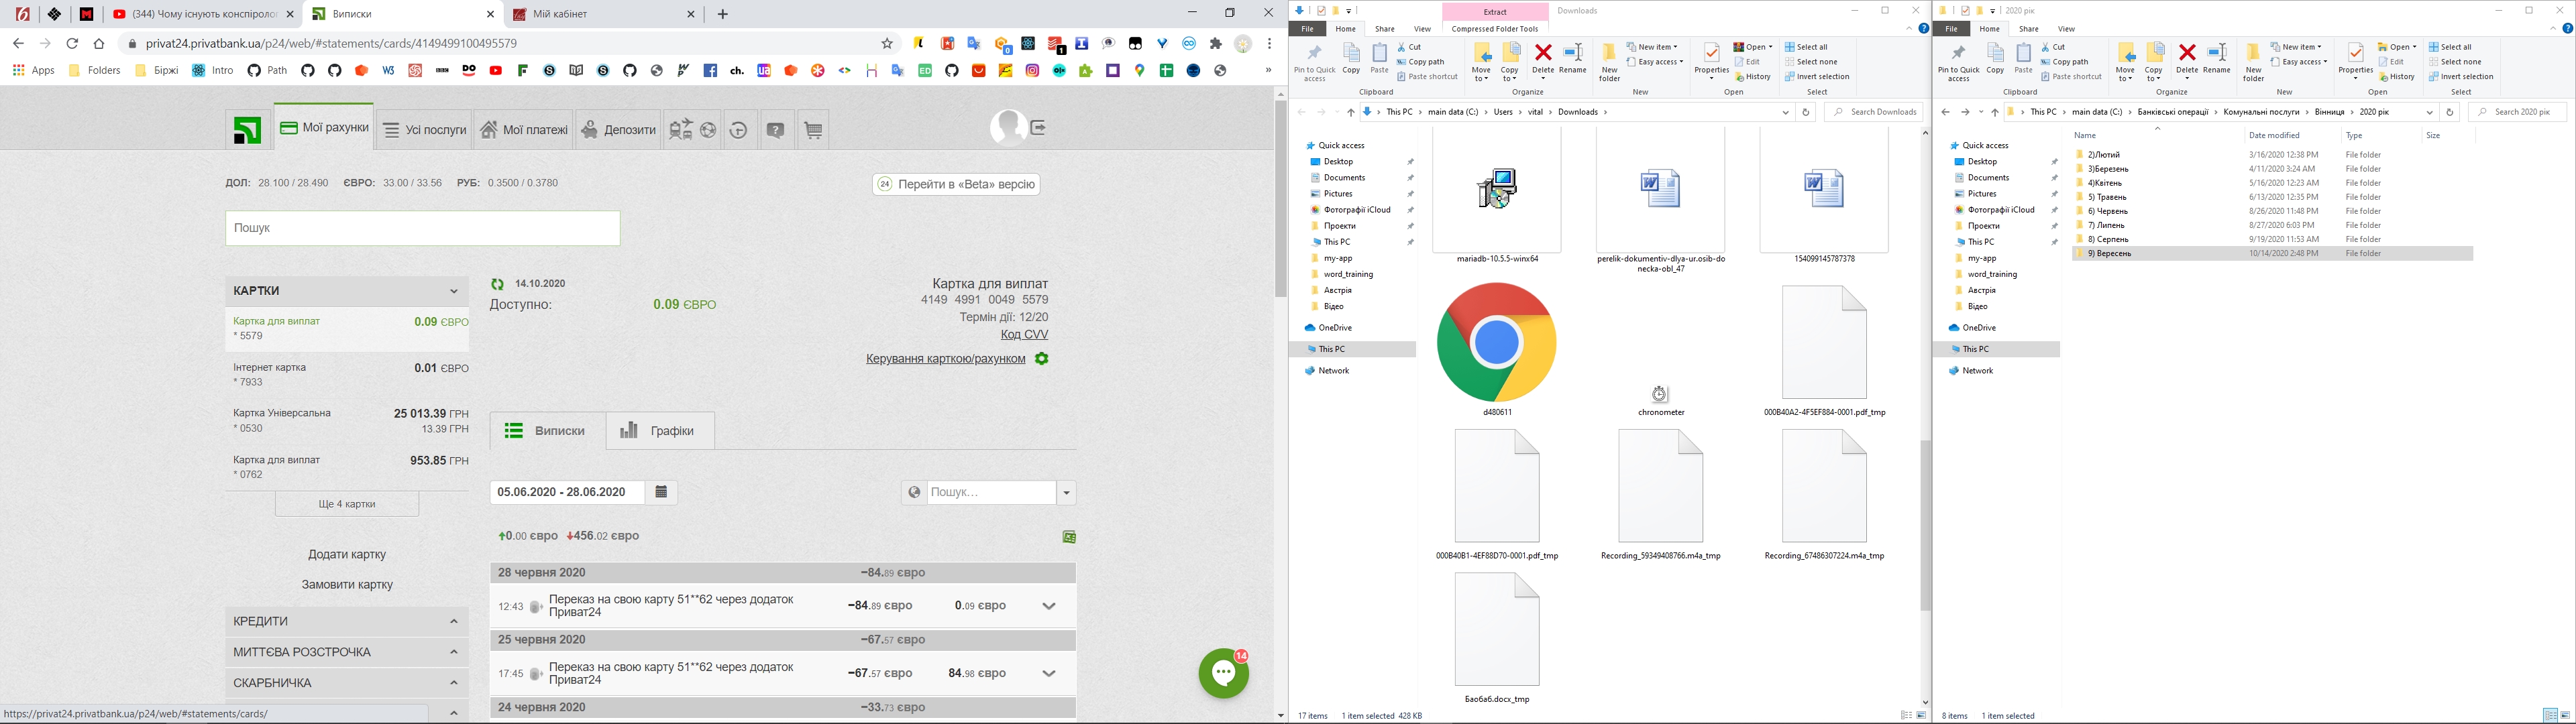 (344) Чому існують конспіролог
Виписки
Мій кабінет
privat24.privatbank.ua/p24/web/#statements/cards/4149499100495579
Apps
Folders
Біржі
Intro
Path
Мої рахунки
Усі послуги
Мої платежі
Депозити
ДОЛ: 28.100 / 28.490 ЄВРО: 33.00 / 33.56 РУБ: 0.3500 / 0.3780
24 Перейти в «Beta» версію
Пошук
КАРТКИ
Картка для виплат 0.09 ЄВРО
* 5579
Інтернет картка 0.01 ЄВРО
* 7933
Картка Універсальна 25 013.39 ГРН
* 0530 13.39 ГРН
Картка для виплат 953.85 ГРН
* 0762
Ще 4 картки
Додати картку
Замовити картку
КРЕДИТИ
МИТТЄВА РОЗСТРОЧКА
СКАРБНИЧКА
14.10.2020
Доступно: 0.09 ЄВРО
Картка для виплат
4149 4991 0049 5579
Термін дії: 12/20
Код CVV
Керування карткою/рахунком
Виписки
Графіки
05.06.2020 - 28.06.2020
Пошук...
0.00 євро 456.02 євро
28 червня 2020 −84.89 євро
12:43 Переказ на свою карту 51**62 через додаток Приват24 −84.89 євро 0.09 євро
25 червня 2020 −67.57 євро
17:45 Переказ на свою карту 51**62 через додаток Приват24 −67.57 євро 84.98 євро
24 червня 2020 −33.73 євро
14
https://privat24.privatbank.ua/p24/web/#statements/cards/
Extract
Downloads
File
Home
Share
View
Compressed Folder Tools
Pin to Quick access
Copy
Paste
Cut
Copy path
Paste shortcut
Clipboard
Move to
Copy to
Delete
Rename
Organize
New folder
New item
Easy access
New
Properties
Open
Edit
History
Open
Select all
Select none
Invert selection
Select
This PC
main data (C:)
Users
vital
Downloads
Search Downloads
Quick access
Desktop
Documents
Pictures
Фотографії iCloud
Проекти
This PC
my-app
word_training
Австрія
Відео
OneDrive
This PC
Network
mariadb-10.5.5-winx64
perelik-dokumentiv-dlya-ur.osib-do
necka-obl_47
154099145787378
d480611
chronometer
000B40A2-4F5EF884-0001.pdf_tmp
000B40B1-4EF88D70-0001.pdf_tmp
Recording_59349408766.m4a_tmp
Recording_67486307224.m4a_tmp
Баобаб.docx_tmp
17 items 1 item selected 428 KB
2020 рік
File
Home
Share
View
Pin to Quick access
Copy
Paste
Cut
Copy path
Paste shortcut
Clipboard
Move to
Copy to
Delete
Rename
Organize
New folder
New item
Easy access
New
Properties
Open
Edit
History
Open
Select all
Select none
Invert selection
Select
This PC
main data (C:)
Банківські операції
Комунальні послуги
Вінниця
2020 рік
Search 2020 рік
Name Date modified Type Size
Quick access
Desktop
Documents
Pictures
Фотографії iCloud
Проекти
This PC
my-app
word_training
Австрія
Відео
OneDrive
This PC
Network
2)Лютий 3/16/2020 12:38 PM File folder
3)Березень 4/11/2020 3:24 AM File folder
4)Квітень 5/16/2020 12:23 AM File folder
5) Травень 6/13/2020 12:35 PM File folder
6) Червень 8/26/2020 11:48 PM File folder
7) Липень 8/27/2020 6:03 PM File folder
8) Серпень 9/19/2020 11:53 AM File folder
9) Вересень 10/14/2020 2:48 PM File folder
8 items 1 item selected